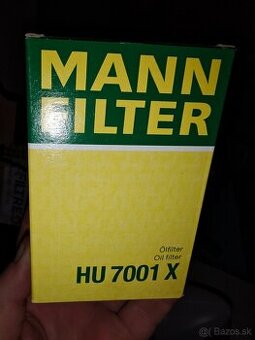 MANN
FILTER
Ölfilter
Oil filter
HU 7001 X
Bazos.sk